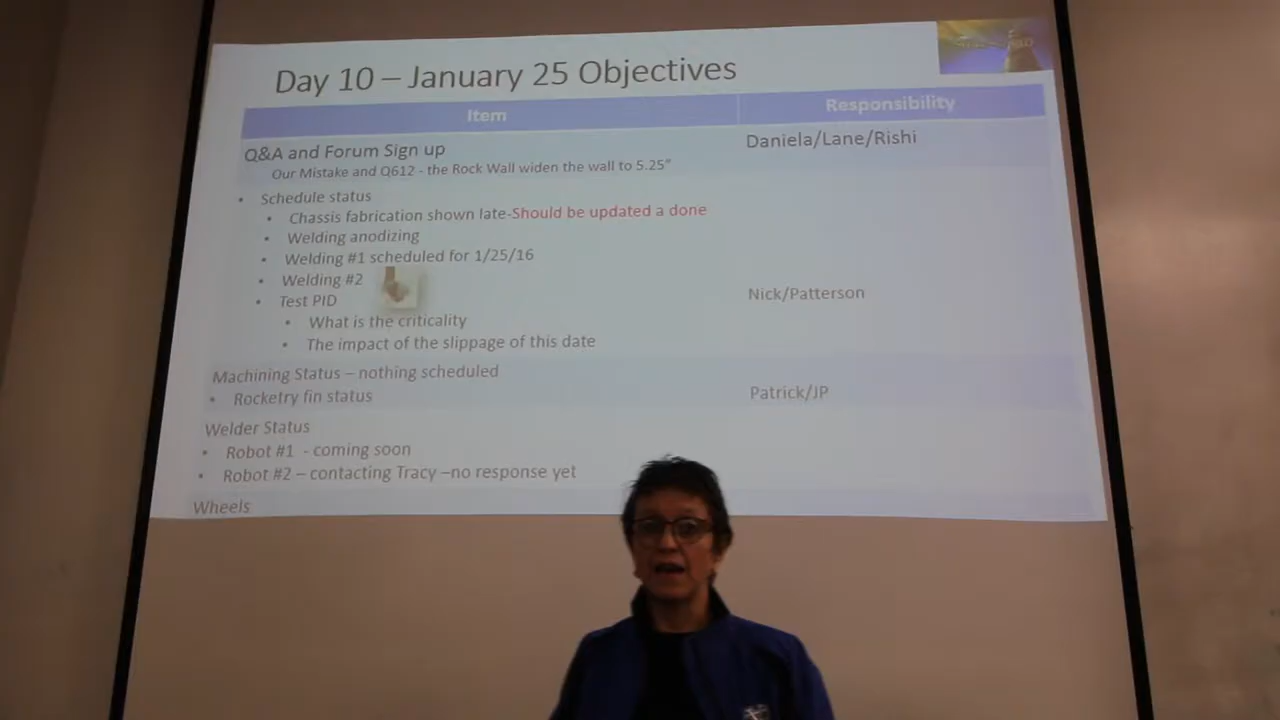 Day 10 – January 25 Objectives
Item
Responsibility
Q&A and Forum Sign up
Daniela/Lane/Rishi
Our Mistake and Q612 - the Rock Wall widen the wall to 5.25"
• Schedule status
• Chassis fabrication shown late-Should be updated a done
• Welding anodizing
• Welding #1 scheduled for 1/25/16
• Welding #2
• Test PID
Nick/Patterson
• What is the criticality
• The impact of the slippage of this date
Machining Status – nothing scheduled
• Rocketry fin status
Patrick/JP
Welder Status
• Robot #1 - coming soon
• Robot #2 – contacting Tracy –no response yet
Wheels